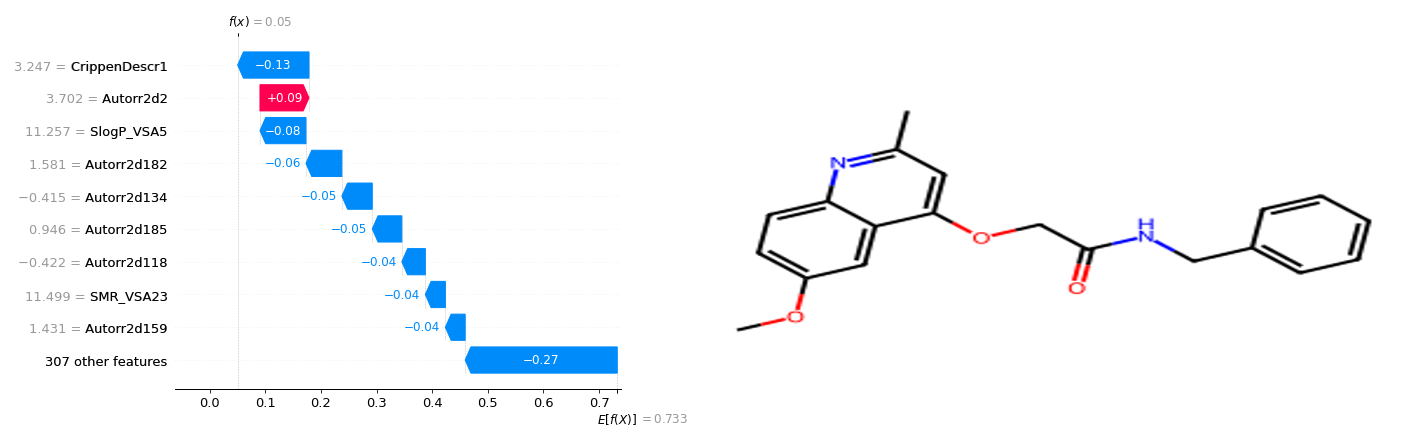 f(x) = 0.05
3.247 = CrippenDescr1
−0.13
3.702 = Autorr2d2
+0.09
11.257 = SlogP_VSA5
−0.08
1.581 = Autorr2d182
−0.06
−0.415 = Autorr2d134
−0.05
0.946 = Autorr2d185
−0.05
−0.422 = Autorr2d118
−0.04
11.499 = SMR_VSA23
−0.04
1.431 = Autorr2d159
−0.04
307 other features
−0.27
0.0 0.1 0.2 0.3 0.4 0.5 0.6 0.7
E[f(X)] = 0.733
N
O
H
N
O
O